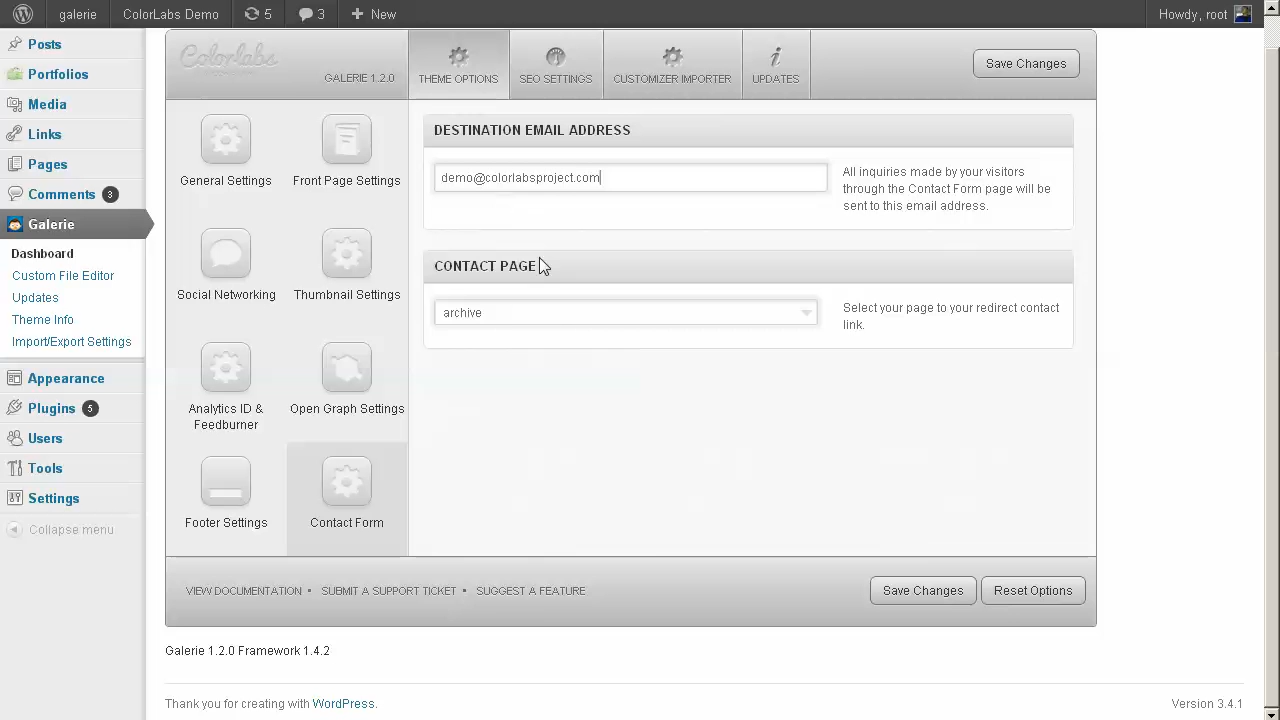 galerie
ColorLabs Demo
5
3
New
Howdy, root
Posts
Portfolios
Media
Links
Pages
Comments 3
Galerie
Dashboard
Custom File Editor
Updates
Theme Info
Import/Export Settings
Appearance
Plugins 5
Users
Tools
Settings
Collapse menu
Colorlabs
GALERIE 1.2.0
THEME OPTIONS
SEO SETTINGS
CUSTOMIZER IMPORTER
UPDATES
Save Changes
General Settings
Front Page Settings
Social Networking
Thumbnail Settings
Analytics ID &
Feedburner
Open Graph Settings
Footer Settings
Contact Form
DESTINATION EMAIL ADDRESS
demo@colorlabsproject.com
All inquiries made by your visitors
through the Contact Form page will be
sent to this email address.
CONTACT PAGE
archive
Select your page to your redirect contact
link.
VIEW DOCUMENTATION • SUBMIT A SUPPORT TICKET • SUGGEST A FEATURE
Save Changes
Reset Options
Galerie 1.2.0 Framework 1.4.2
Thank you for creating with WordPress.
Version 3.4.1